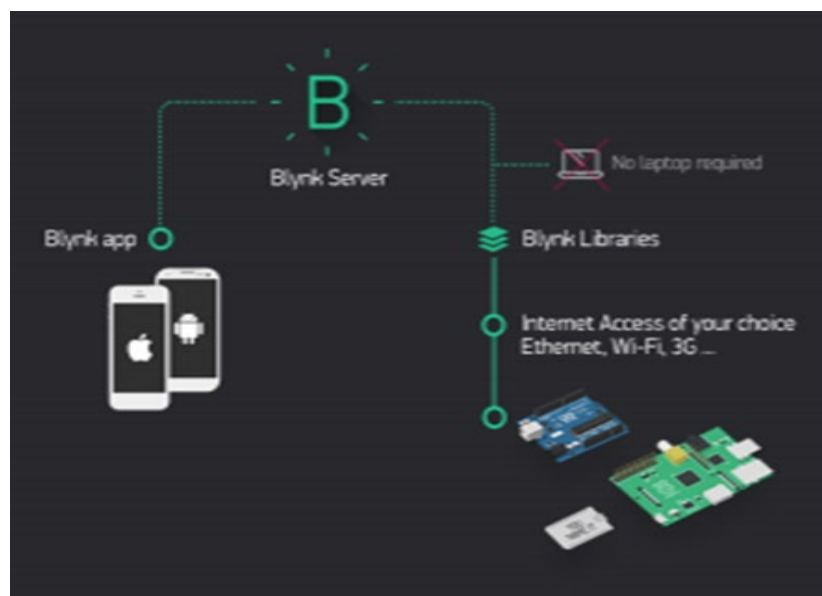 B
Blynk Server
No laptop required
Blynk app
Blynk Libraries
Internet Access of your choice
Ethernet, Wi-Fi, 3G ...